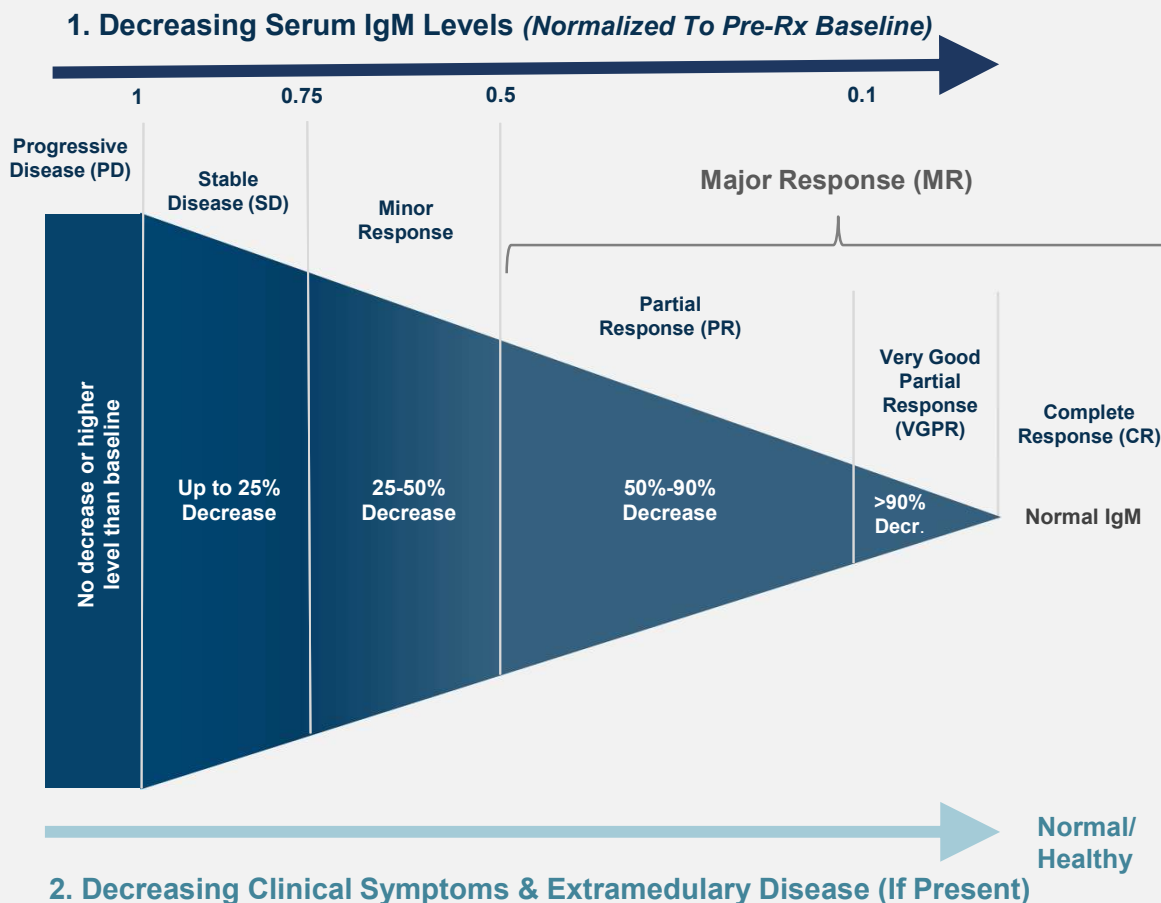 1. Decreasing Serum IgM Levels (Normalized To Pre-Rx Baseline)
1
0.75
0.5
0.1
Progressive
Disease (PD)
Stable
Disease (SD)
Minor
Response
Major Response (MR)
Partial
Response (PR)
Very Good
Partial
Response
(VGPR)
Complete
Response (CR)
No decrease or higher
level than baseline
Up to 25%
Decrease
25-50%
Decrease
50%-90%
Decrease
>90%
Decr.
Normal IgM
Normal/
Healthy
2. Decreasing Clinical Symptoms & Extramedulary Disease (If Present)